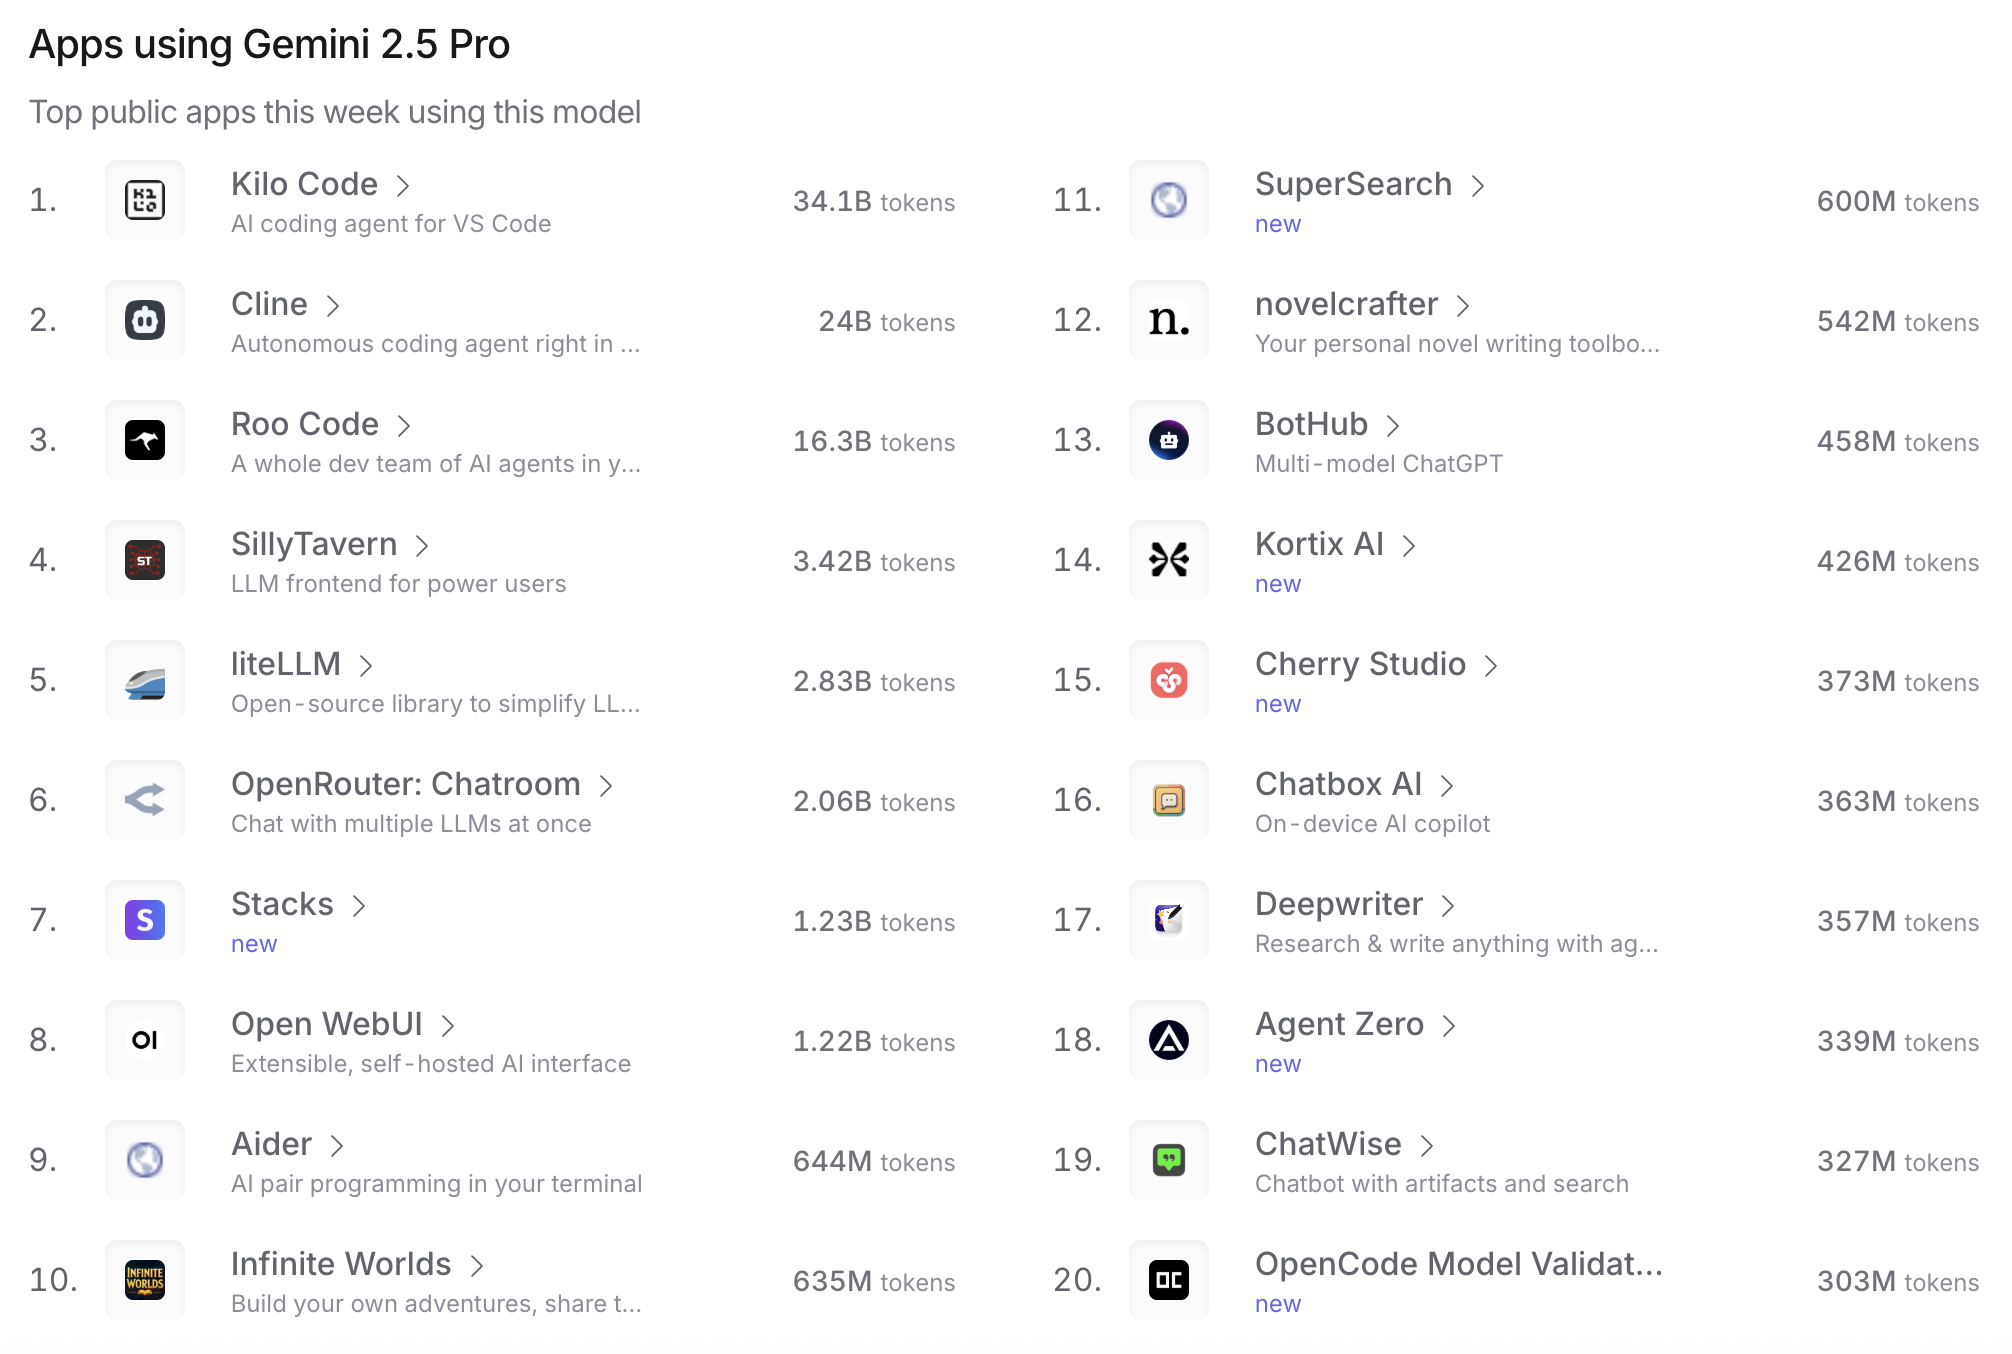 Apps using Gemini 2.5 Pro
Top public apps this week using this model
1.
Kilo Code
AI coding agent for VS Code
34.1B tokens
2.
Cline
Autonomous coding agent right in ...
24B tokens
3.
Roo Code
A whole dev team of AI agents in y...
16.3B tokens
4.
ST
SillyTavern
LLM frontend for power users
3.42B tokens
5.
liteLLM
Open-source library to simplify LL...
2.83B tokens
6.
OpenRouter: Chatroom
Chat with multiple LLMs at once
2.06B tokens
7.
S
Stacks
new
1.23B tokens
8.
OI
Open WebUI
Extensible, self-hosted AI interface
1.22B tokens
9.
Aider
AI pair programming in your terminal
644M tokens
10.
INFINITE
WORLDS
Infinite Worlds
Build your own adventures, share t...
635M tokens
11.
SuperSearch
new
600M tokens
12.
n.
novelcrafter
Your personal novel writing toolbo...
542M tokens
13.
BotHub
Multi-model ChatGPT
458M tokens
14.
Kortix AI
new
426M tokens
15.
Cherry Studio
new
373M tokens
16.
Chatbox AI
On-device AI copilot
363M tokens
17.
Deepwriter
Research & write anything with ag...
357M tokens
18.
Agent Zero
new
339M tokens
19.
ChatWise
Chatbot with artifacts and search
327M tokens
20.
OC
OpenCode Model Validat...
new
303M tokens